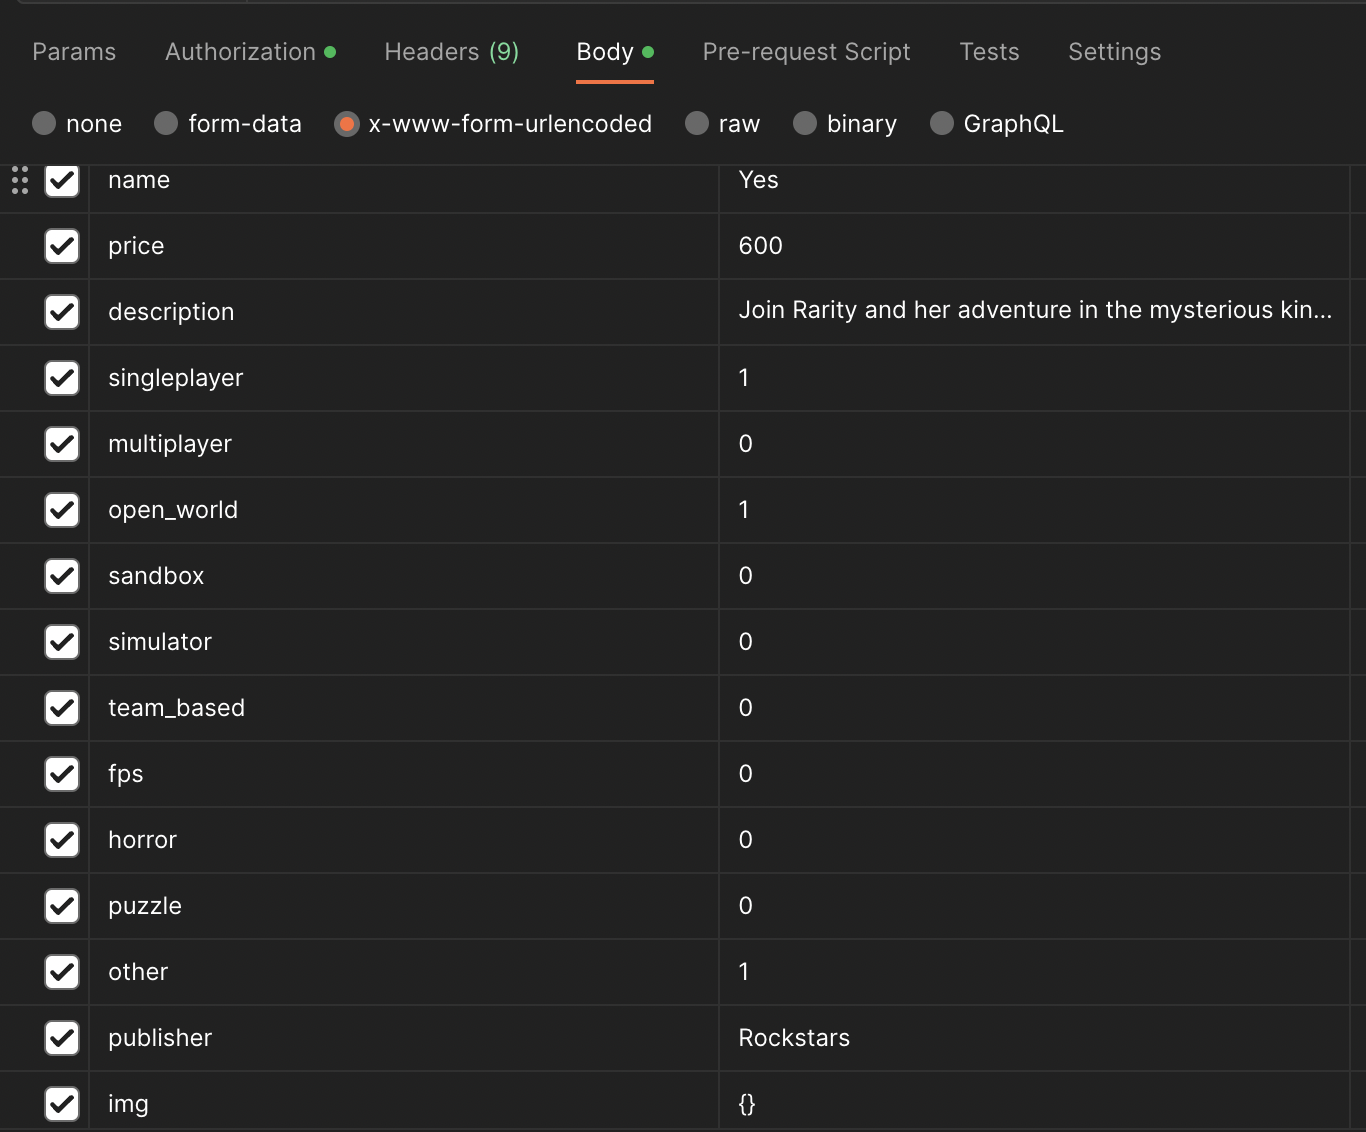 Params Authorization Headers (9) Body Pre-request Script Tests Settings
none form-data x-www-form-urlencoded raw binary GraphQL
name Yes
price 600
description Join Rarity and her adventure in the mysterious kin...
singleplayer 1
multiplayer 0
open_world 1
sandbox 0
simulator 0
team_based 0
fps 0
horror 0
puzzle 0
other 1
publisher Rockstars
img {}